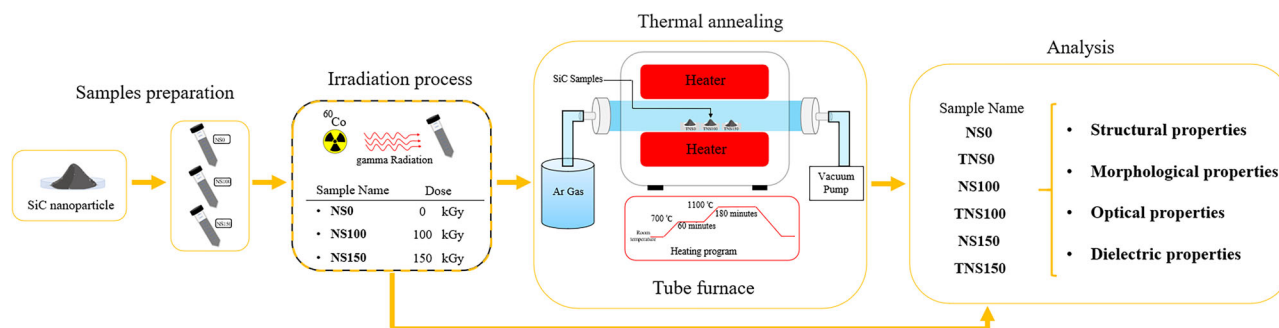 Samples preparation
SiC nanoparticle
NS0
NS100
NS150
Irradiation process
60Co
gamma Radiation
Sample Name Dose
• NS0 0 kGy
• NS100 100 kGy
• NS150 150 kGy
Thermal annealing
SiC Samples
Heater
TNS0 TNS100 TNS150
Heater
Ar Gas
Vacuum
Pump
1100 °C
700 °C
180 minutes
60 minutes
Room
temperature
Heating program
Tube furnace
Analysis
Sample Name
NS0
TNS0
NS100
TNS100
NS150
TNS150
• Structural properties
• Morphological properties
• Optical properties
• Dielectric properties